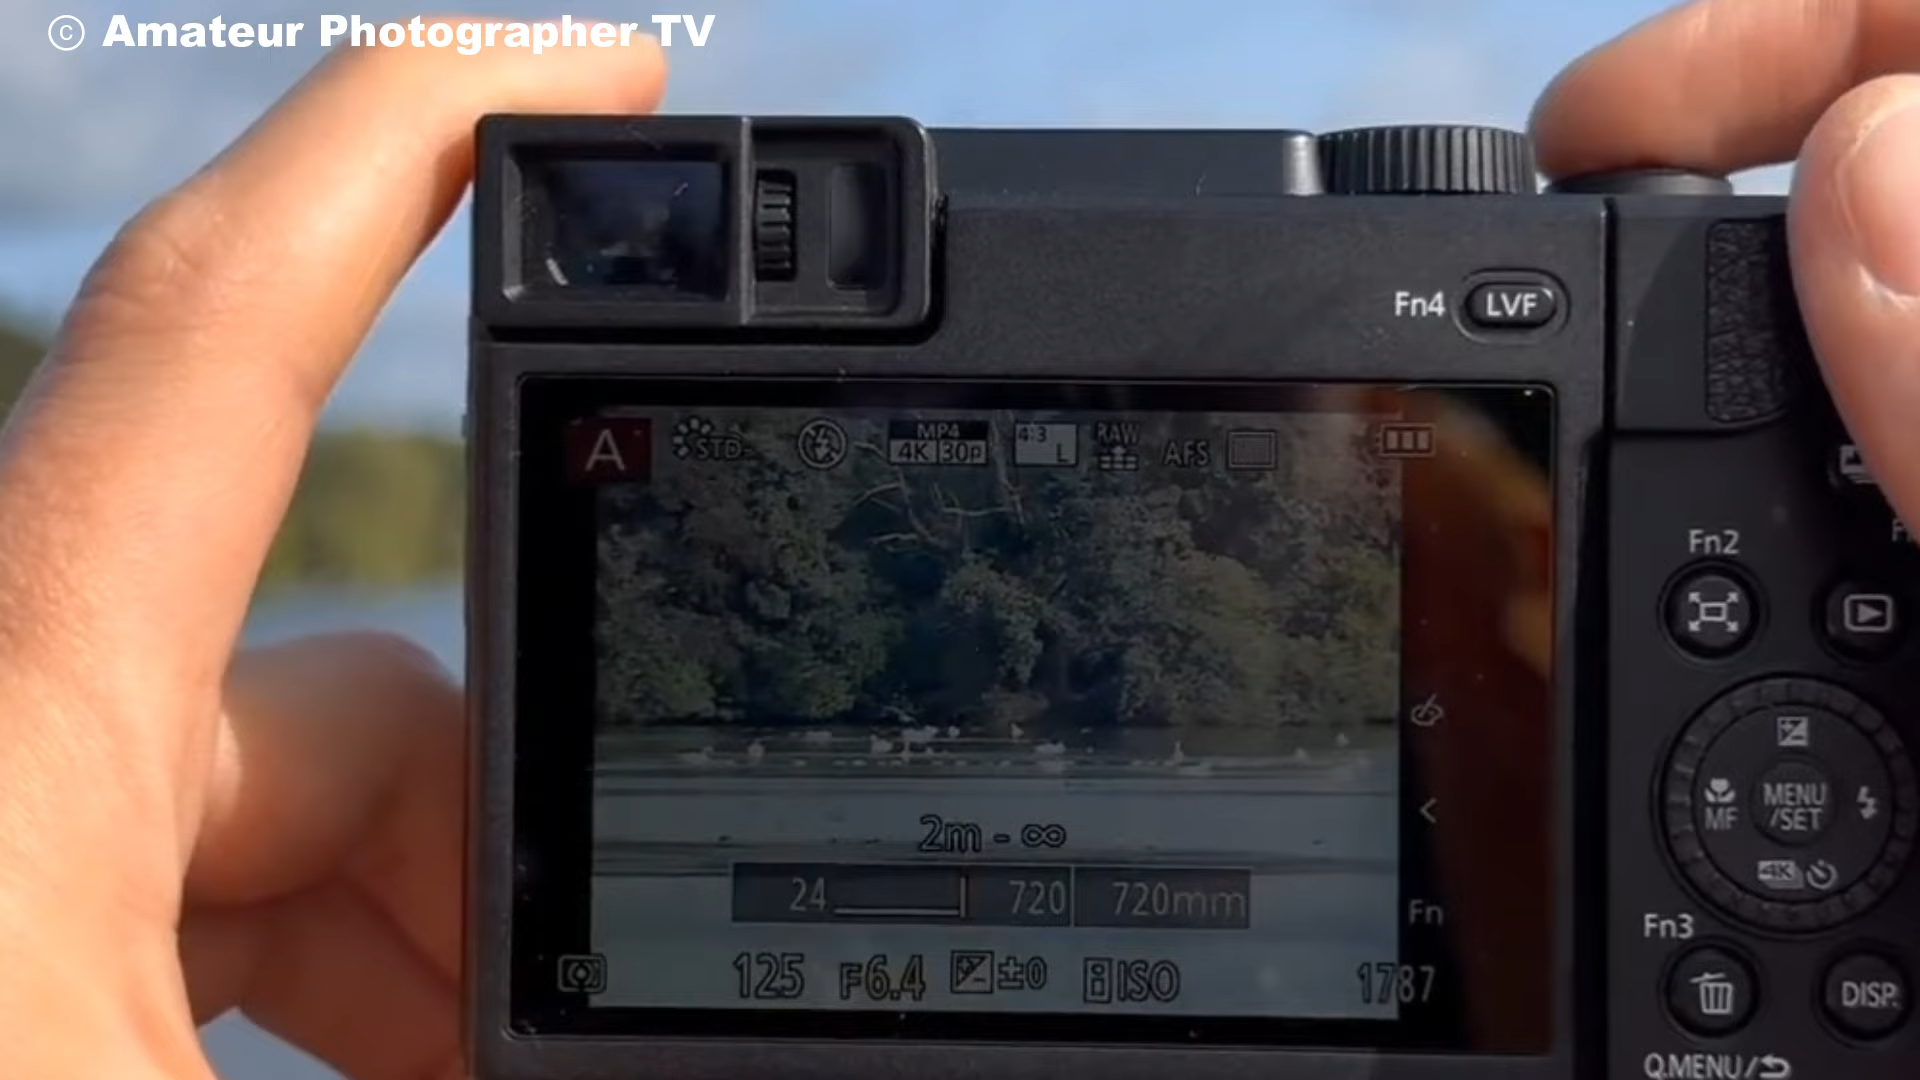 © Amateur Photographer TV
Fn4 LVF
A STD MP4 4K 30p 4:3 L RAW AFS
Fn2
2m - ∞
24 720 720mm
Fn
125 F6.4 ±0 iISO 1787
MF MENU /SET
4K
Fn3
DISP.
Q.MENU/